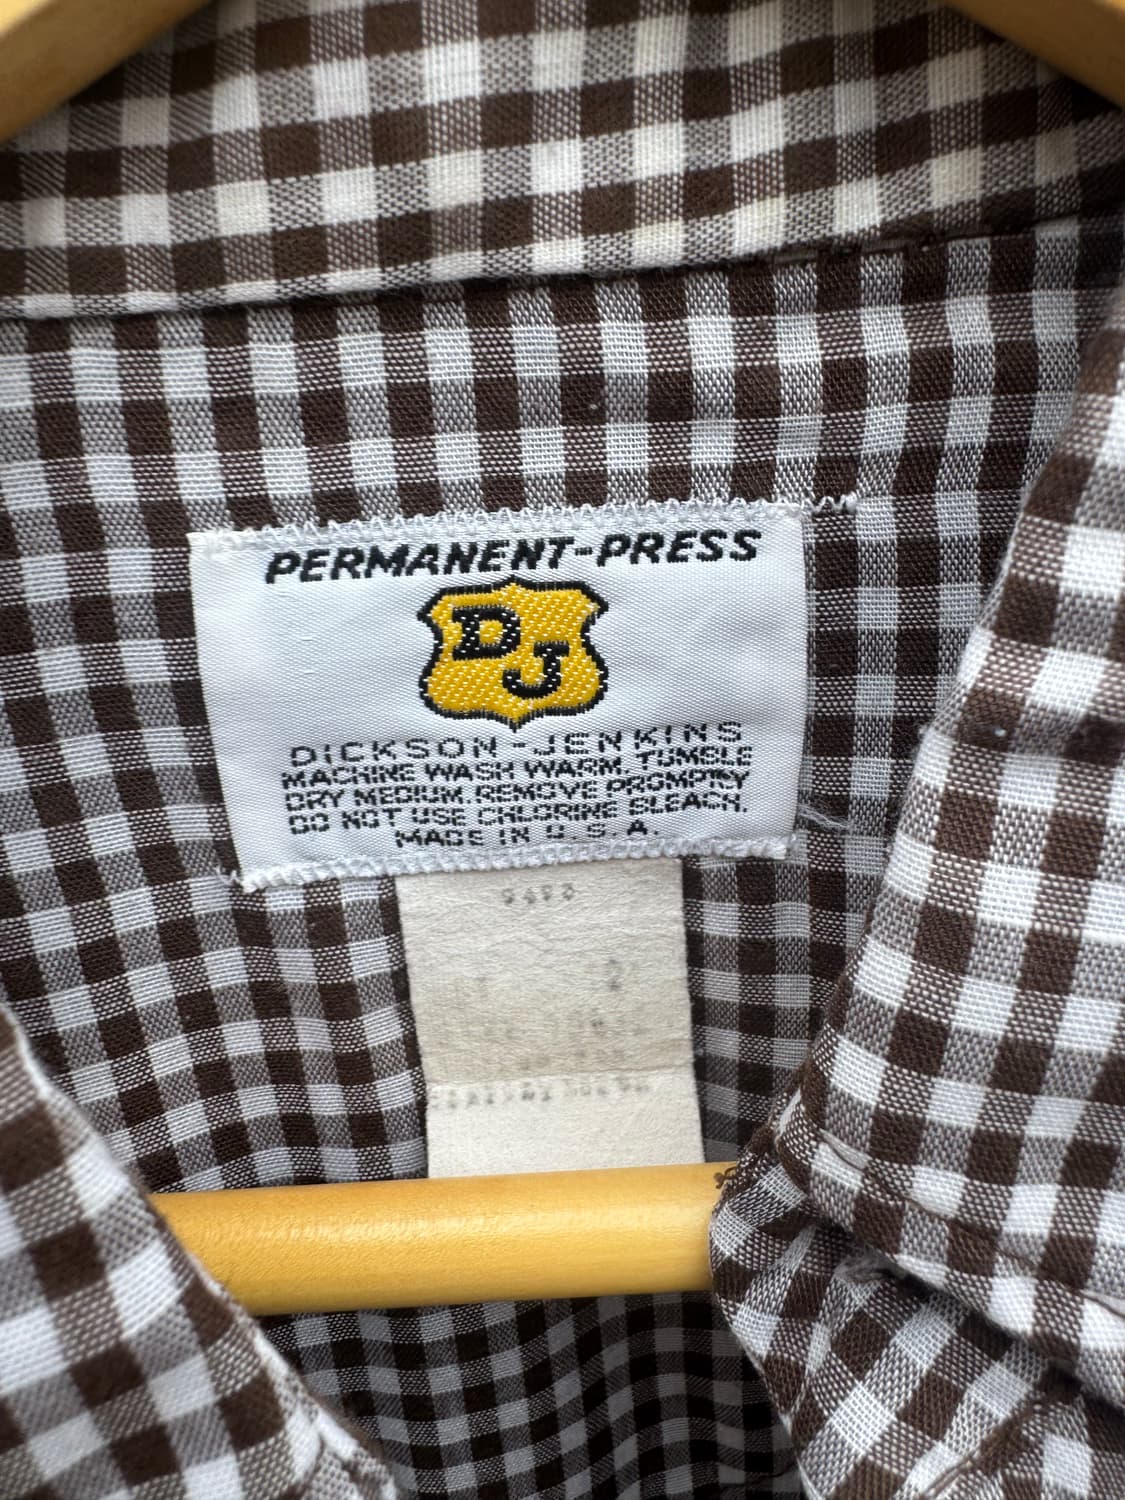 PERMANENT-PRESS
DJ
DICKSON-JENKINS
MACHINE WASH WARM, TUMBLE
DRY MEDIUM. REMOVE PROMPTLY
DO NOT USE CHLORINE BLEACH.
MADE IN U.S.A.